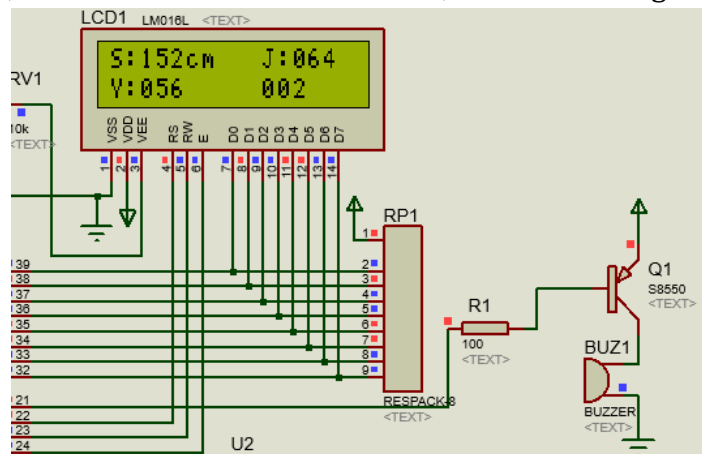 LCD1
LM016L <TEXT>
S:152cm J:064
Y:056 002
RV1
10k
<TEXT>
VSS VDD VEE RS RW E D0 D1 D2 D3 D4 D5 D6 D7
1 2 3 4 5 6 7 8 9 10 11 12 13 14
RP1
1
2
3
4
5
6
7
8
9
RESPACK-8
<TEXT>
39
38
37
36
35
34
33
32
21
22
23
24
U2
R1
100
<TEXT>
Q1
S8550
<TEXT>
BUZ1
BUZZER
<TEXT>